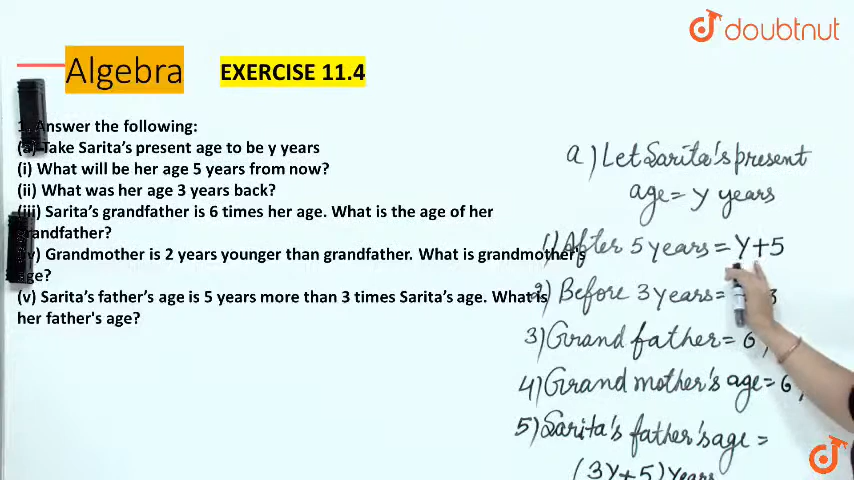 doubtnut
Algebra
EXERCISE 11.4
1. Answer the following:
(a) Take Sarita's present age to be y years
(i) What will be her age 5 years from now?
(ii) What was her age 3 years back?
(iii) Sarita's grandfather is 6 times her age. What is the age of her
grandfather?
(iv) Grandmother is 2 years younger than grandfather. What is grandmother's
age?
(v) Sarita's father's age is 5 years more than 3 times Sarita's age. What is
her father's age?
a) Let Sarita's present
age = y years
1) After 5 years = y+5
2) Before 3 years = 3
3) Grand father = 6
4) Grand mother's age = 6
5) Sarita's father's age =
(3y+5) years